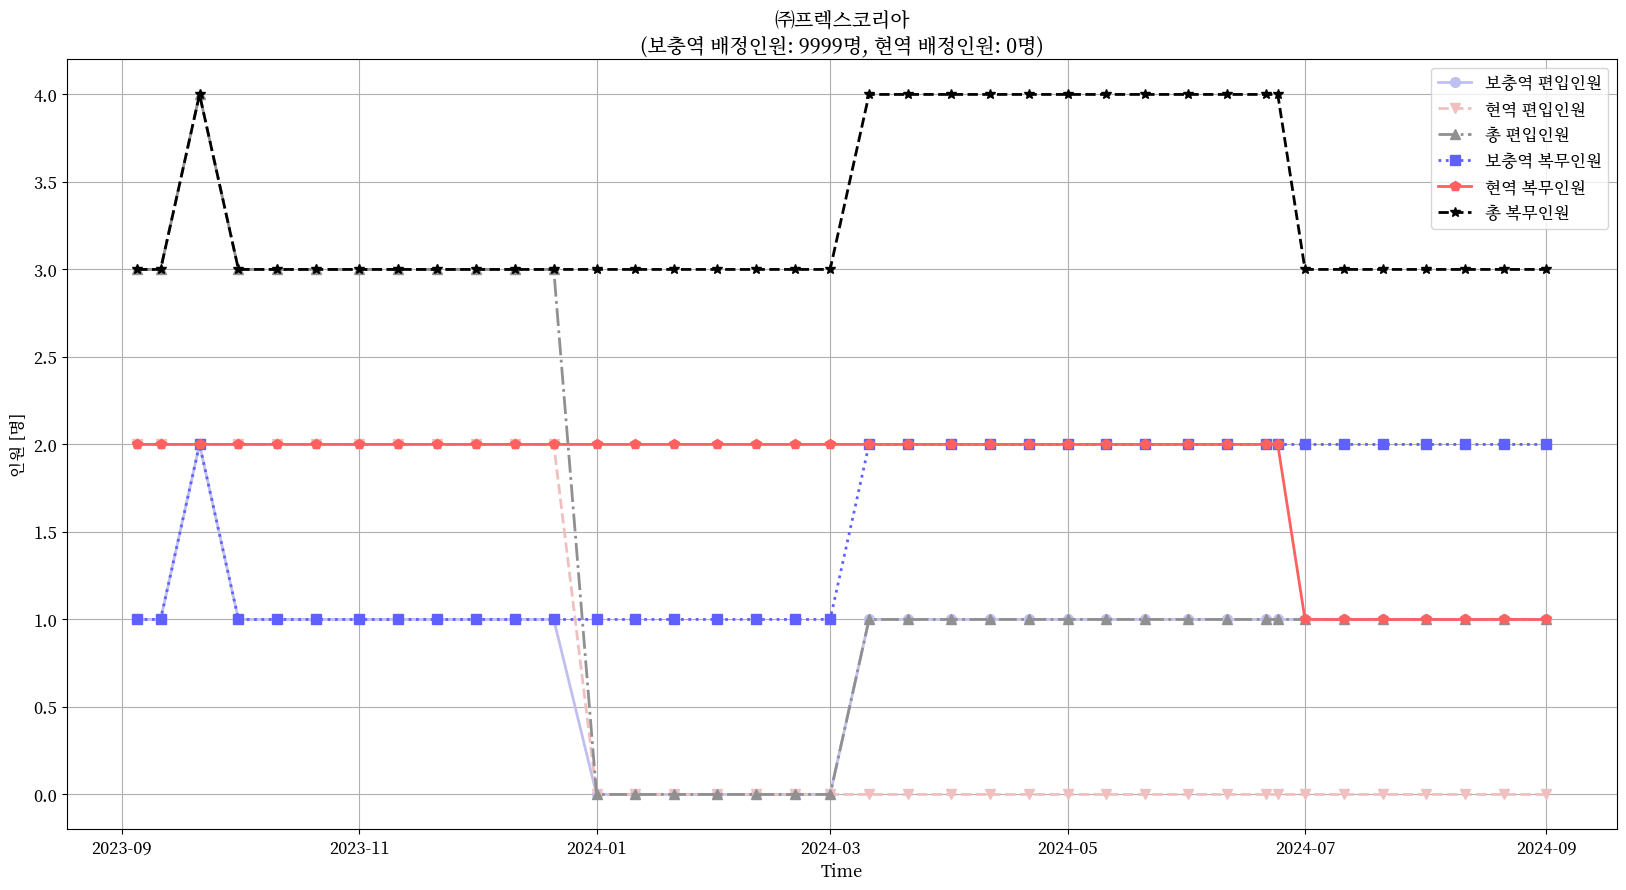 ㈜프렉스코리아
(보충역 배정인원: 9999명, 현역 배정인원: 0명)
보충역 편입인원
현역 편입인원
총 편입인원
보충역 복무인원
현역 복무인원
총 복무인원
인원 [명]
4.0
3.5
3.0
2.5
2.0
1.5
1.0
0.5
0.0
2023-09
2023-11
2024-01
2024-03
2024-05
2024-07
2024-09
Time